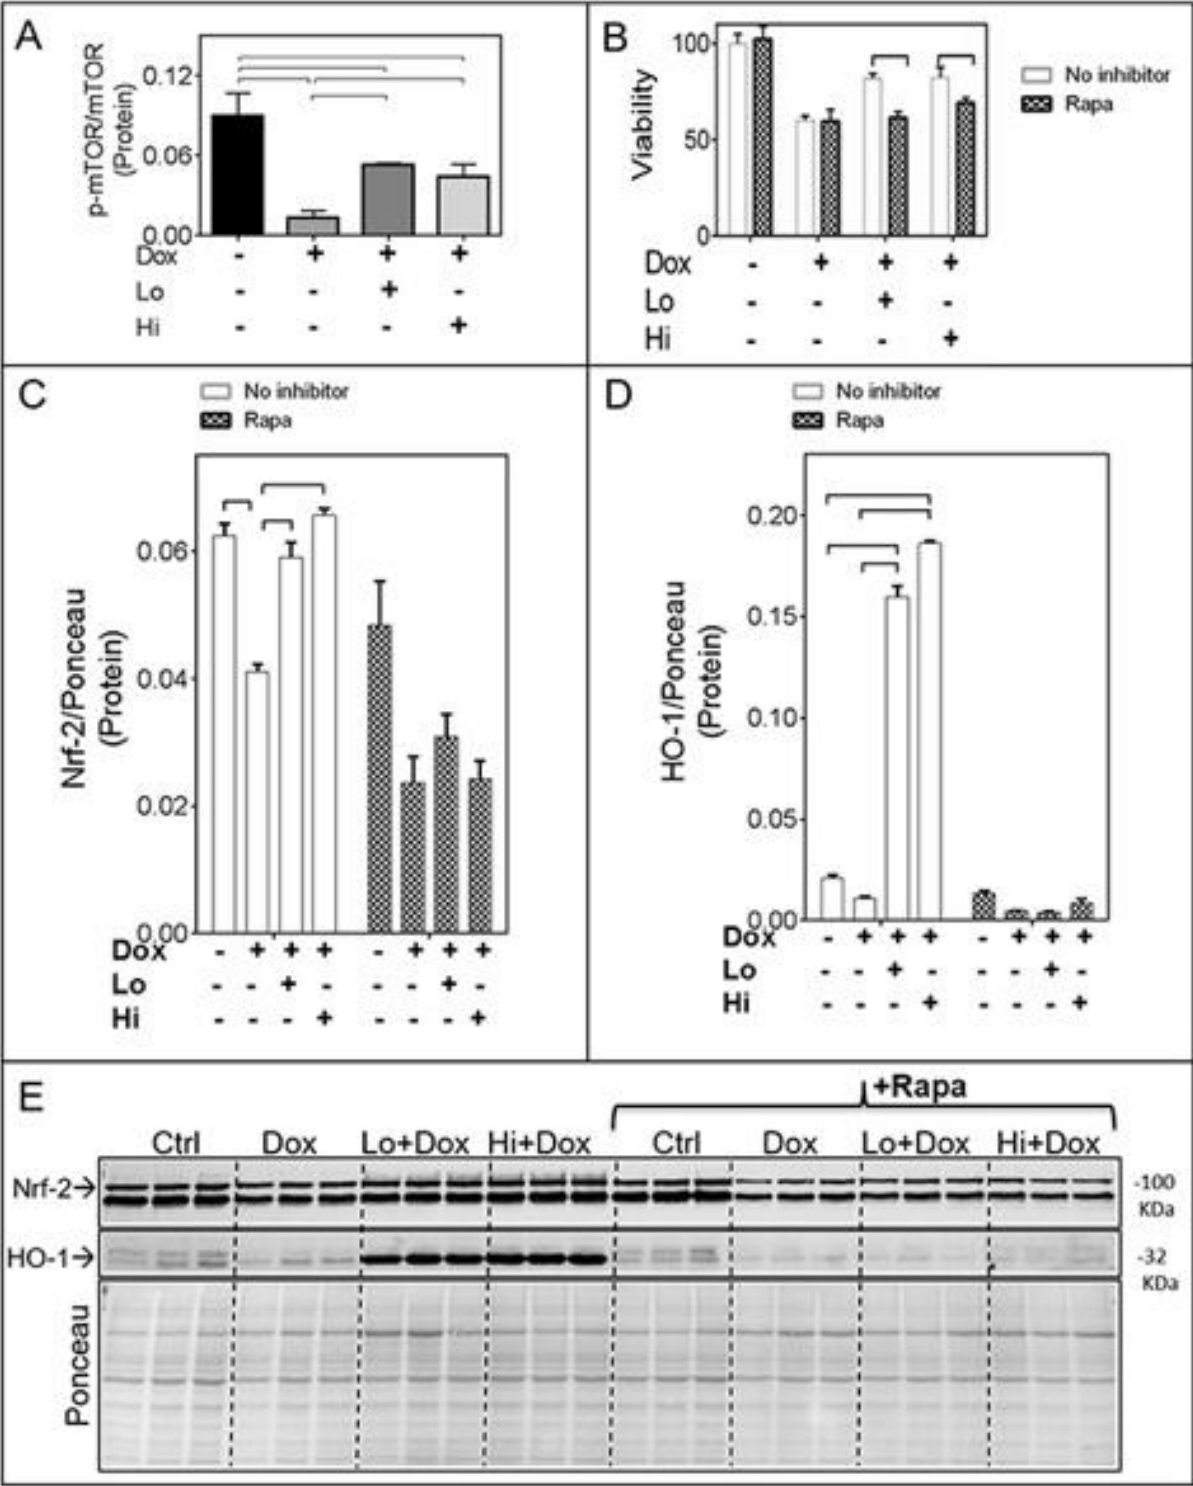 A
p-mTOR/mTOR
(Protein)
0.12
0.06
0.00
Dox - + + +
Lo - - + -
Hi - - - +
B
Viability
100
50
0
No inhibitor
Rapa
Dox - + + +
Lo - - + -
Hi - - - +
C
No inhibitor
Rapa
Nrf-2/Ponceau
(Protein)
0.06
0.04
0.02
0.00
Dox - + + + - + + +
Lo - - + - - - + -
Hi - - - + - - - +
D
No inhibitor
Rapa
HO-1/Ponceau
(Protein)
0.20
0.15
0.10
0.05
0.00
Dox - + + + - + + +
Lo - - + - - - + -
Hi - - - + - - - +
E
+Rapa
Ctrl Dox Lo+Dox Hi+Dox Ctrl Dox Lo+Dox Hi+Dox
Nrf-2→
-100
KDa
HO-1→
-32
KDa
Ponceau